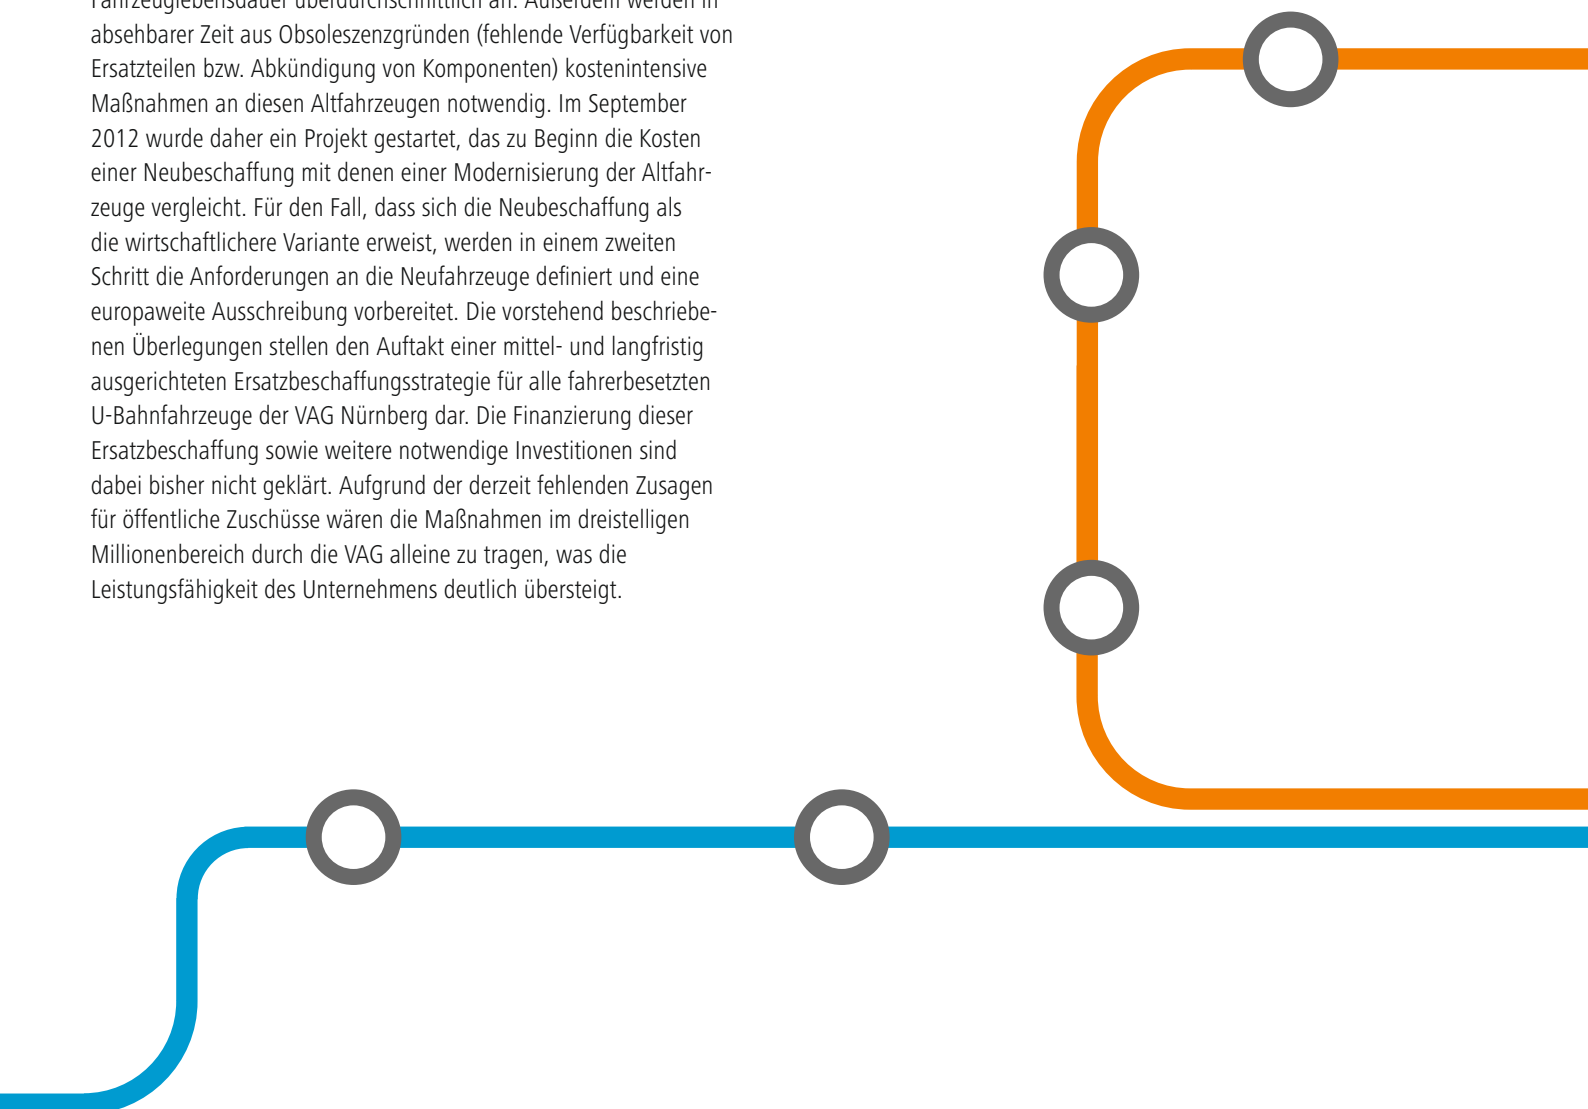 Fahrzeuglebensdauer überdurchschnittlich an. Außerdem werden in
absehbarer Zeit aus Obsoleszenzgründen (fehlende Verfügbarkeit von
Ersatzteilen bzw. Abkündigung von Komponenten) kostenintensive
Maßnahmen an diesen Altfahrzeugen notwendig. Im September
2012 wurde daher ein Projekt gestartet, das zu Beginn die Kosten
einer Neubeschaffung mit denen einer Modernisierung der Altfahr-
zeuge vergleicht. Für den Fall, dass sich die Neubeschaffung als
die wirtschaftlichere Variante erweist, werden in einem zweiten
Schritt die Anforderungen an die Neufahrzeuge definiert und eine
europaweite Ausschreibung vorbereitet. Die vorstehend beschriebe-
nen Überlegungen stellen den Auftakt einer mittel- und langfristig
ausgerichteten Ersatzbeschaffungsstrategie für alle fahrerbesetzten
U-Bahnfahrzeuge der VAG Nürnberg dar. Die Finanzierung dieser
Ersatzbeschaffung sowie weitere notwendige Investitionen sind
dabei bisher nicht geklärt. Aufgrund der derzeit fehlenden Zusagen
für öffentliche Zuschüsse wären die Maßnahmen im dreistelligen
Millionenbereich durch die VAG alleine zu tragen, was die
Leistungsfähigkeit des Unternehmens deutlich übersteigt.